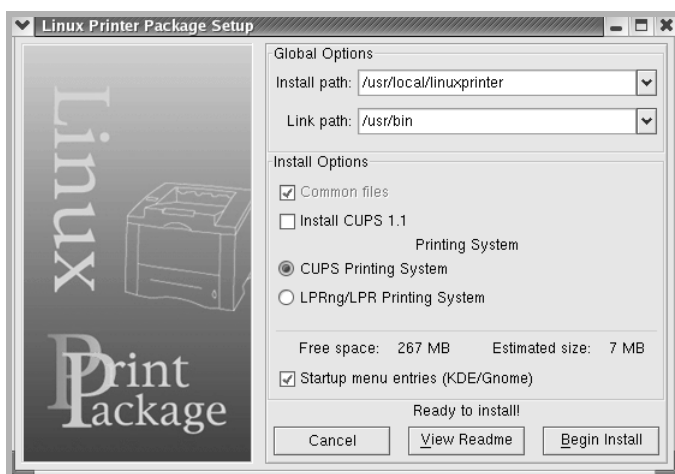 Linux Printer Package Setup
Linux
Print
Package
Global Options
Install path: /usr/local/linuxprinter
Link path: /usr/bin
Install Options
Common files
Install CUPS 1.1
Printing System
CUPS Printing System
LPRng/LPR Printing System
Free space: 267 MB Estimated size: 7 MB
Startup menu entries (KDE/Gnome)
Ready to install!
Cancel View Readme Begin Install